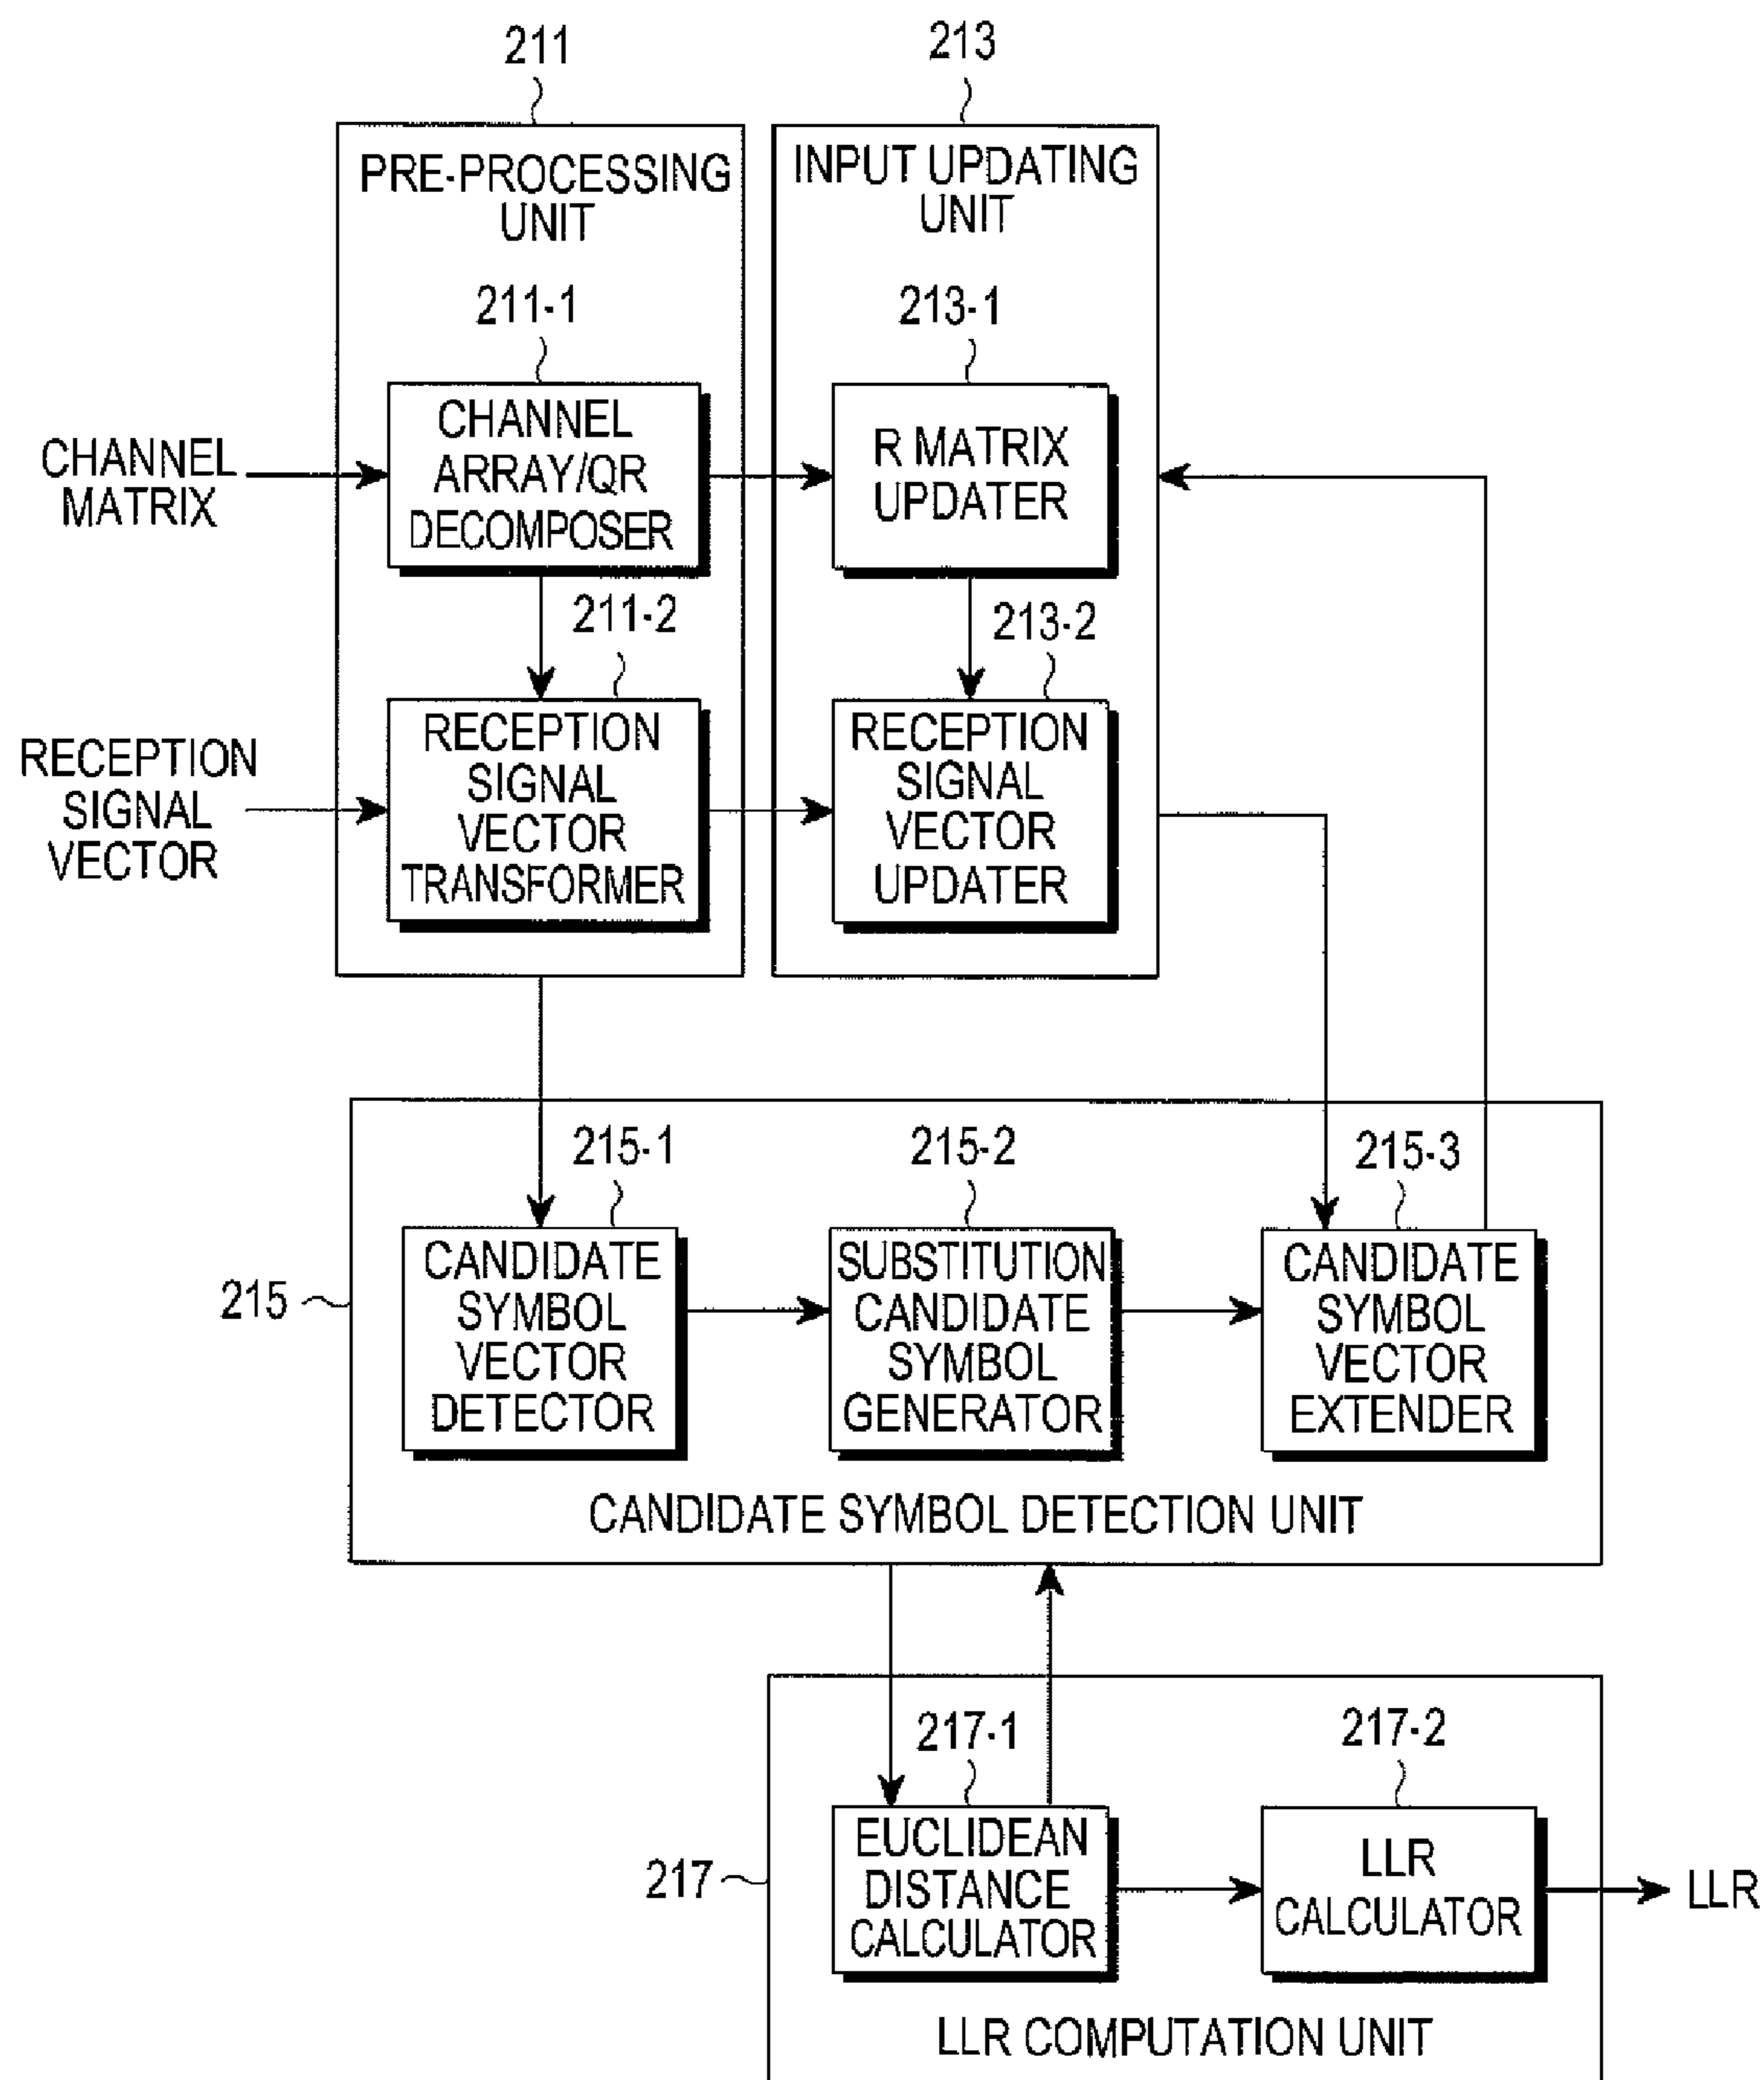 211
213
PRE-PROCESSING
UNIT
INPUT UPDATING
UNIT
211-1
213-1
CHANNEL
MATRIX
CHANNEL
ARRAY/QR
DECOMPOSER
R MATRIX
UPDATER
211-2
213-2
RECEPTION
SIGNAL
VECTOR
RECEPTION
SIGNAL
VECTOR
TRANSFORMER
RECEPTION
SIGNAL
VECTOR
UPDATER
215-1
215-2
215-3
215
CANDIDATE
SYMBOL
VECTOR
DETECTOR
SUBSTITUTION
CANDIDATE
SYMBOL
GENERATOR
CANDIDATE
SYMBOL
VECTOR
EXTENDER
CANDIDATE SYMBOL DETECTION UNIT
217-1
217-2
217
EUCLIDEAN
DISTANCE
CALCULATOR
LLR
CALCULATOR
LLR
LLR COMPUTATION UNIT